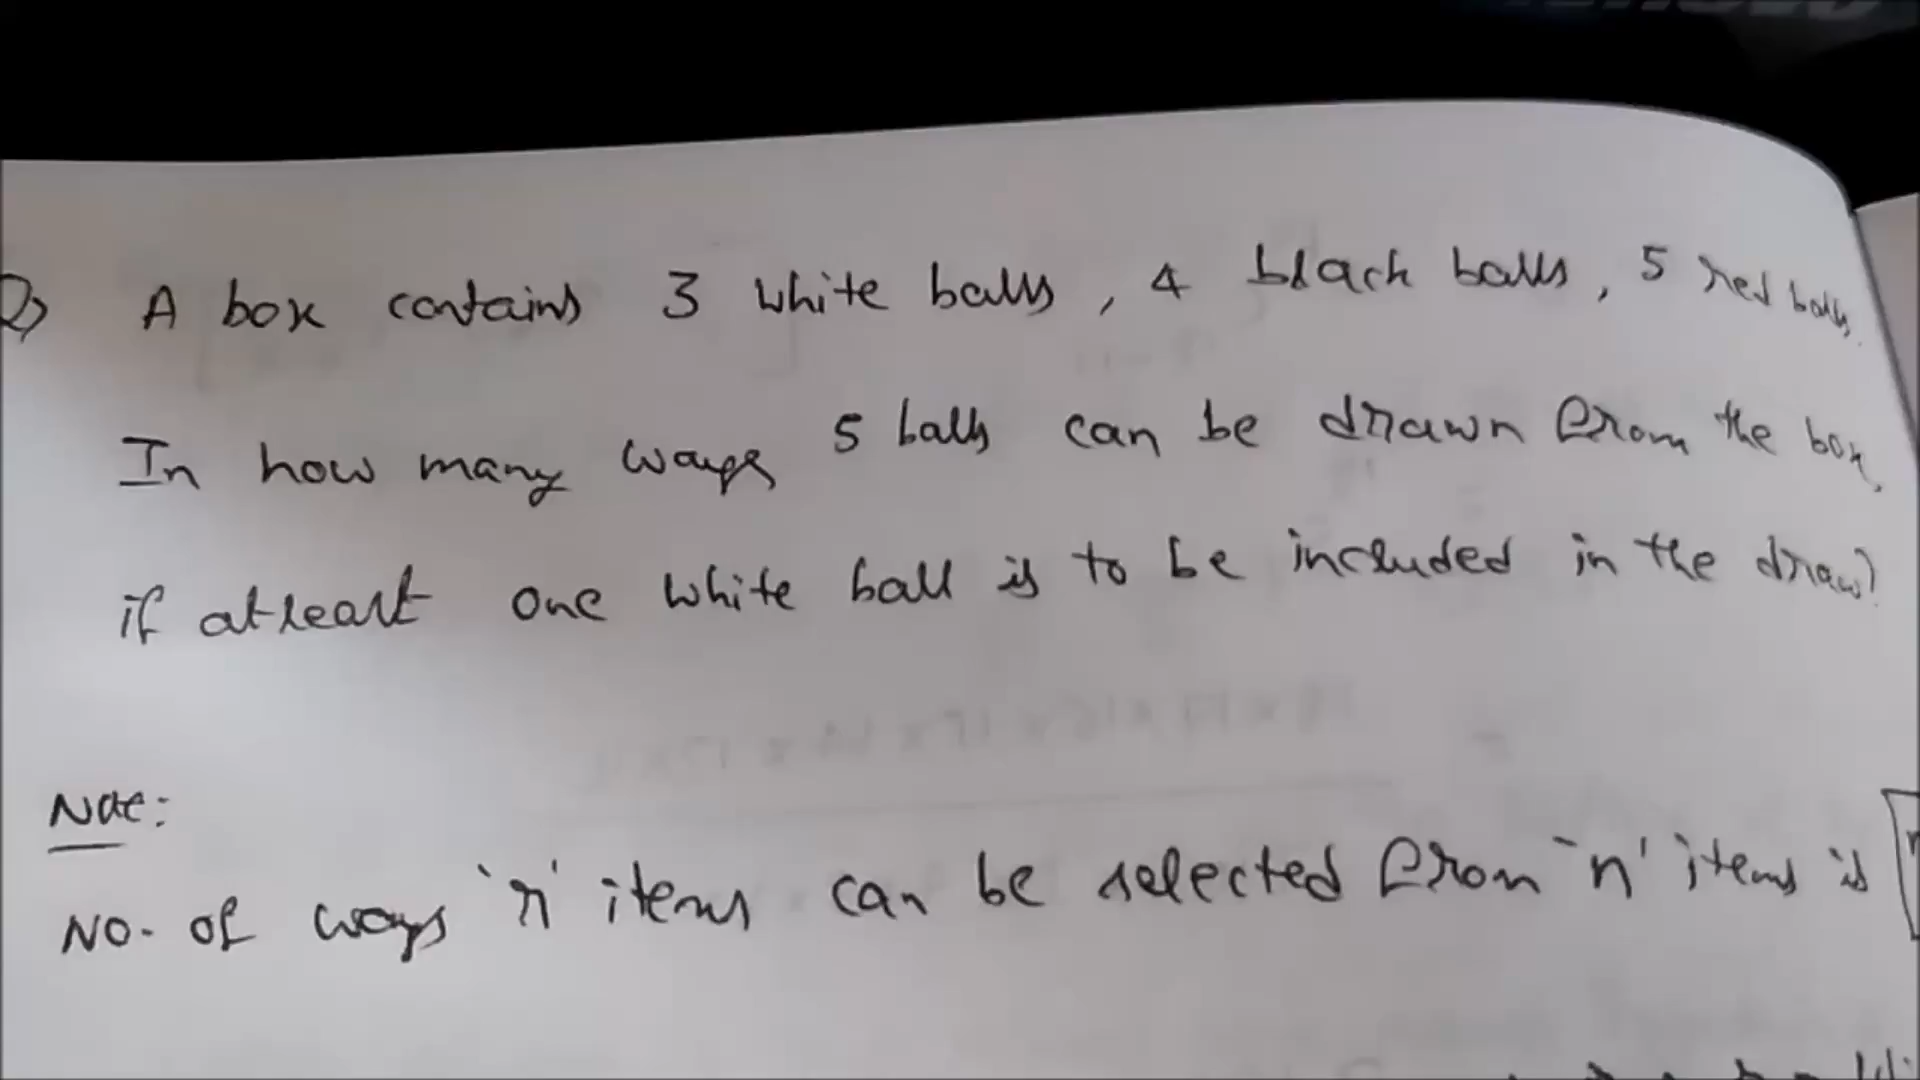 Q) A box contains 3 white balls, 4 black balls, 5 red balls.
In how many ways 5 balls can be drawn from the box,
if atleast one white ball is to be included in the draw?
Note:
No. of ways 'r' items can be selected from 'n' items is